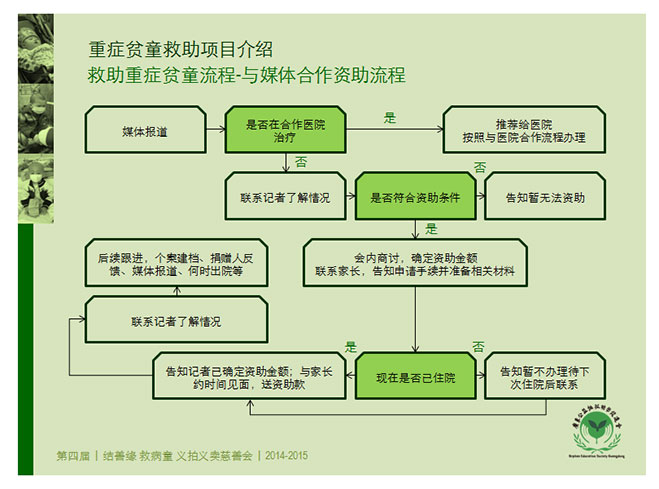 重症贫童救助项目介绍
救助重症贫童流程-与媒体合作资助流程
媒体报道
是否在合作医院
治疗
是
推荐给医院
按照与医院合作流程办理
否
联系记者了解情况
是否符合资助条件
否
告知暂无法资助
是
后续跟进，个案建档、捐赠人反
馈、媒体报道、何时出院等
会内商讨，确定资助金额
联系家长，告知申请手续并准备相关材料
联系记者了解情况
是
否
告知记者已确定资助金额；与家长
约时间见面，送资助款
现在是否已住院
告知暂不办理待下
次住院后联系
第四届 | 结善缘 救病童 义拍义卖慈善会 | 2014-2015